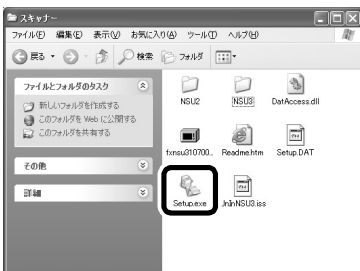 スキャナー
ファイル(F) 編集(E) 表示(V) お気に入り(A) ツール(T) ヘルプ(H)
戻る 検索 フォルダ
ファイルとフォルダのタスク
新しいフォルダを作成する
このフォルダを Web に公開する
このフォルダを共有する
その他
詳細
NSU2 NSU3 DatAccess.dll
fxnsu310700... Readme.htm Setup.DAT
Setup.exe JnInNSU3.iss